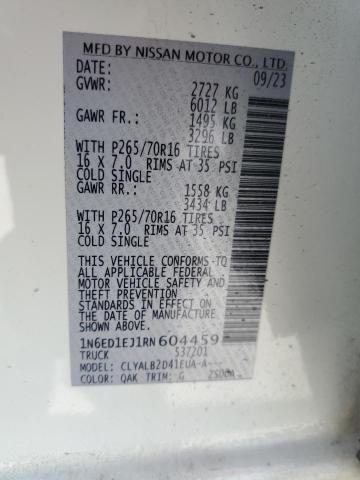 MFD BY NISSAN MOTOR CO., LTD.
DATE: 09/23
GVWR: 2727 KG
6012 LB
GAWR FR.: 1495 KG
3296 LB
WITH P265/70R16 TIRES
16 X 7.0 RIMS AT 35 PSI
COLD SINGLE
GAWR RR.: 1558 KG
3434 LB
WITH P265/70R16 TIRES
16 X 7.0 RIMS AT 35 PSI
COLD SINGLE
THIS VEHICLE CONFORMS TO
ALL APPLICABLE FEDERAL
MOTOR VEHICLE SAFETY AND
THEFT PREVENTION
STANDARDS IN EFFECT ON
THE DATE OF MANUFACTURE
SHOWN ABOVE
1N6ED1EJ1RN604459
TRUCK 537201
MODEL: CLYALB2D41EUA-A---
COLOR: QAK TRIM: G